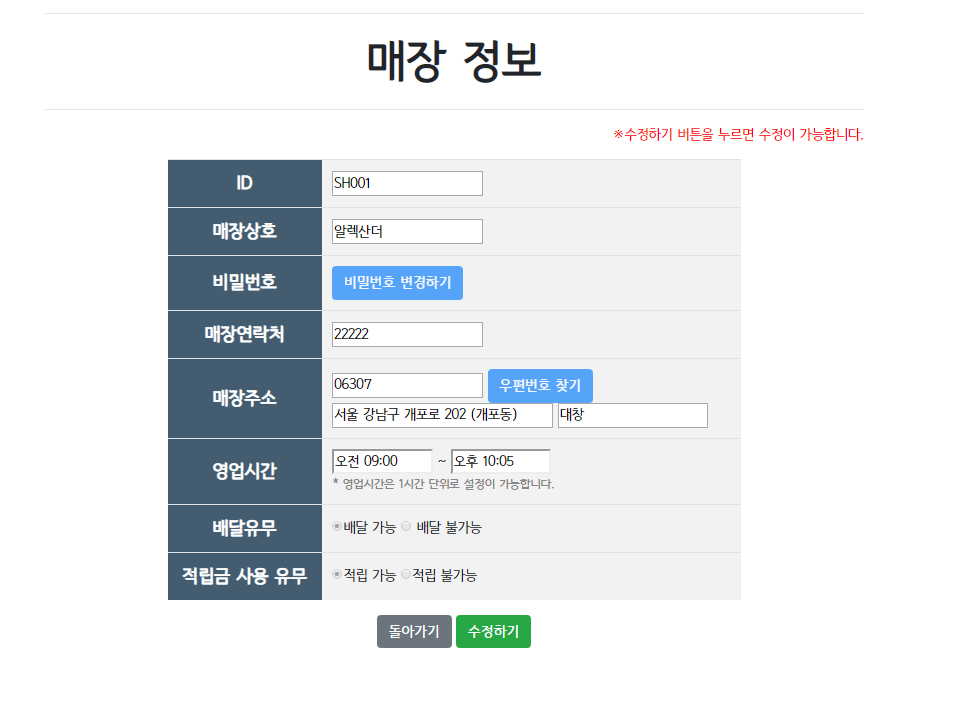 매장 정보
※수정하기 버튼을 누르면 수정이 가능합니다.
ID SH001
매장상호 알렉산더
비밀번호 비밀번호 변경하기
매장연락처 22222
매장주소 06307 우편번호 찾기
서울 강남구 개포로 202 (개포동) 대창
영업시간 오전 09:00 ~ 오후 10:05
* 영업시간은 1시간 단위로 설정이 가능합니다.
배달유무 배달 가능 배달 불가능
적립금 사용 유무 적립 가능 적립 불가능
돌아가기 수정하기